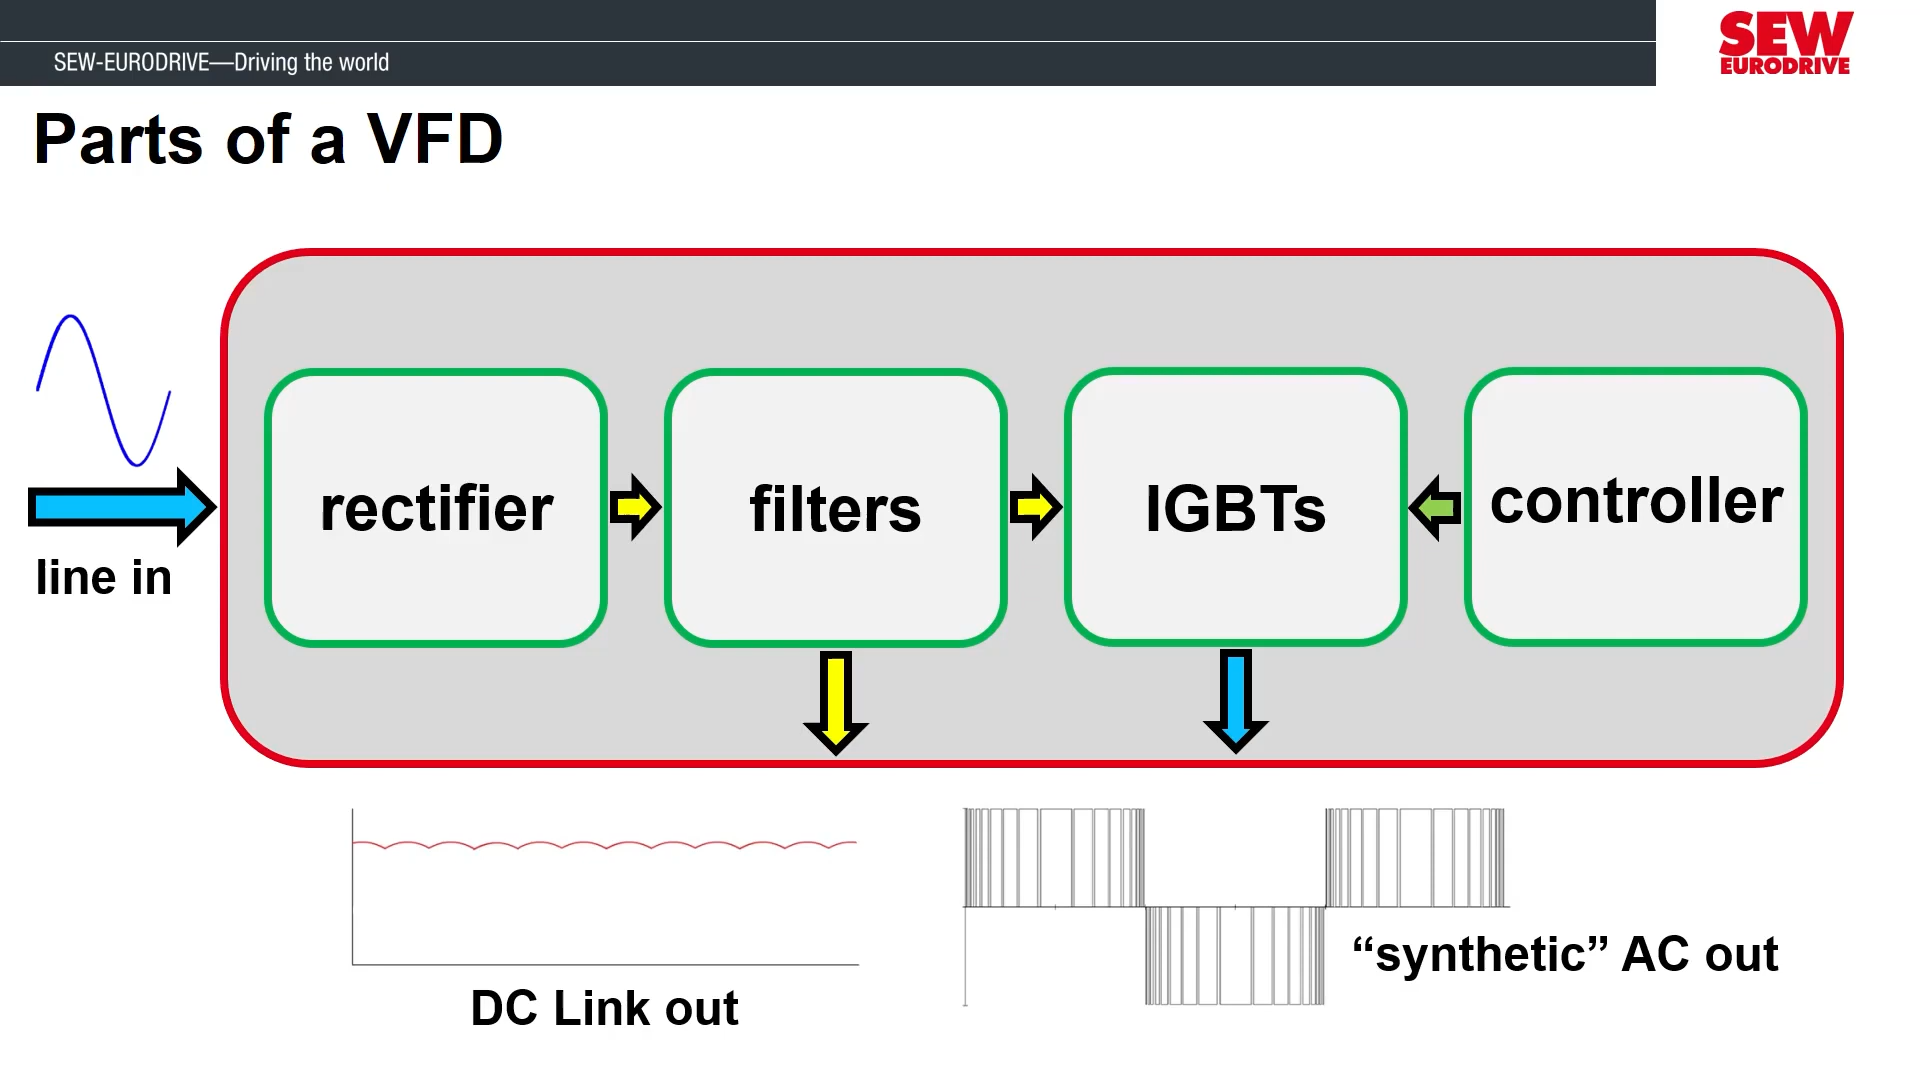 SEW-EURODRIVE—Driving the world
SEW
EURODRIVE
Parts of a VFD
line in
rectifier
filters
IGBTs
controller
DC Link out
“synthetic” AC out